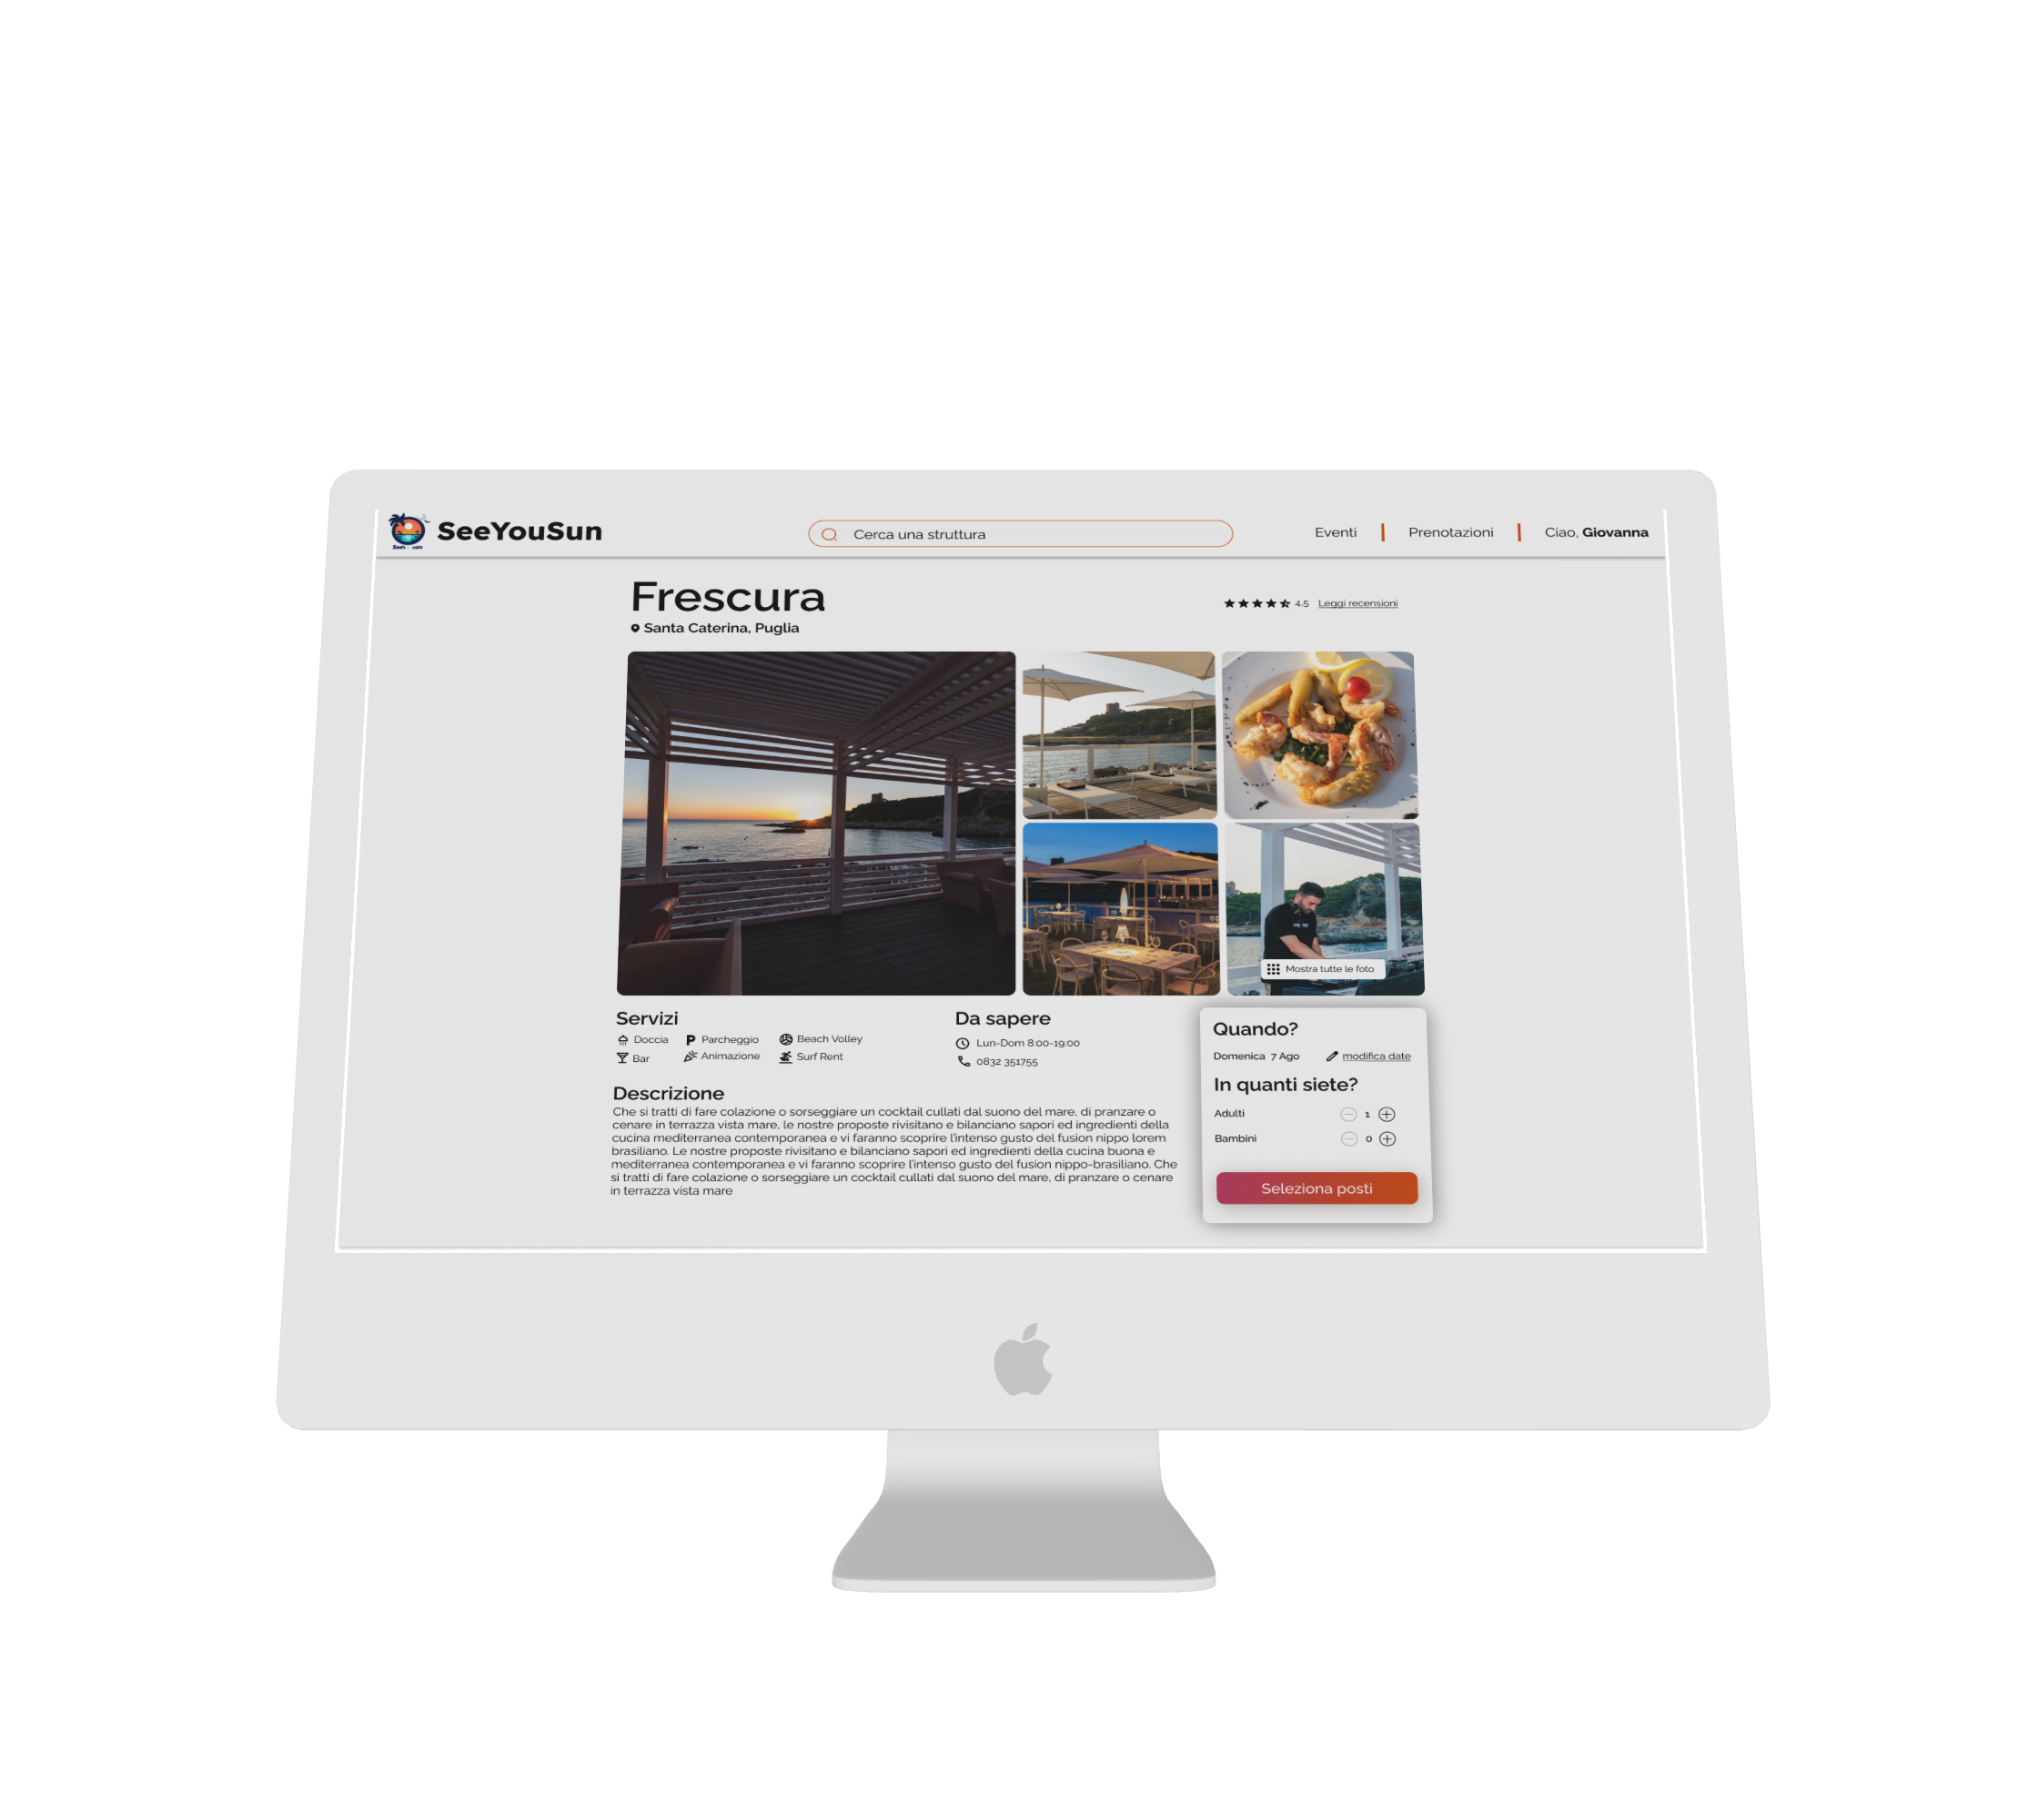 SeeYouSun
Cerca una struttura
Eventi
Prenotazioni
Ciao, Giovanna
Frescura
Santa Caterina, Puglia
4.5 Leggi recensioni
Mostra tutte le foto
Servizi
Doccia
Parcheggio
Beach Volley
Bar
Animazione
Surf Rent
Da sapere
Lun-Dom 8:00-19:00
0832 351755
Descrizione
Che si tratti di fare colazione o sorseggiare un cocktail cullati dal suono del mare, di pranzare o
cenare in terrazza vista mare, le nostre proposte rivisitano e bilanciano sapori ed ingredienti della
cucina mediterranea contemporanea e vi faranno scoprire l'intenso gusto del fusion nippo lorem
brasiliano. Le nostre proposte rivisitano e bilanciano sapori ed ingredienti della cucina buona e
mediterranea contemporanea e vi faranno scoprire l'intenso gusto del fusion nippo-brasiliano. Che
si tratti di fare colazione o sorseggiare un cocktail cullati dal suono del mare, di pranzare o cenare
in terrazza vista mare
Quando?
Domenica 7 Ago
modifica date
In quanti siete?
Adulti
1
Bambini
0
Seleziona posti